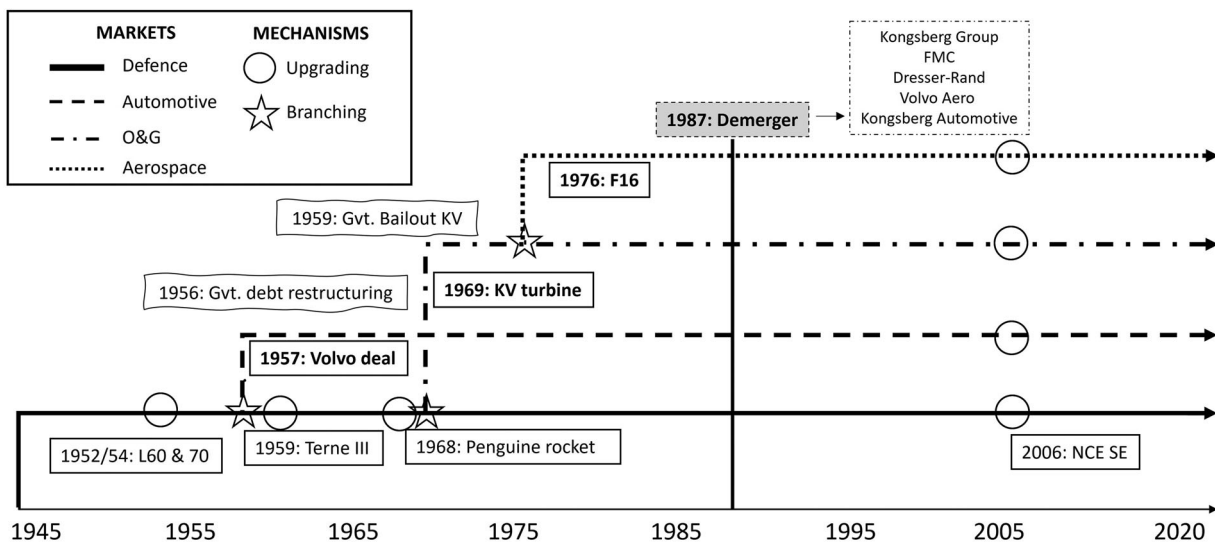 MARKETS
MECHANISMS
Defence
Upgrading
Automotive
Branching
O&G
Aerospace
Kongsberg Group
FMC
Dresser-Rand
Volvo Aero
Kongsberg Automotive
1987: Demerger
1976: F16
1959: Gvt. Bailout KV
1956: Gvt. debt restructuring
1969: KV turbine
1957: Volvo deal
1952/54: L60 & 70
1959: Terne III
1968: Penguine rocket
2006: NCE SE
1945 1955 1965 1975 1985 1995 2005 2020